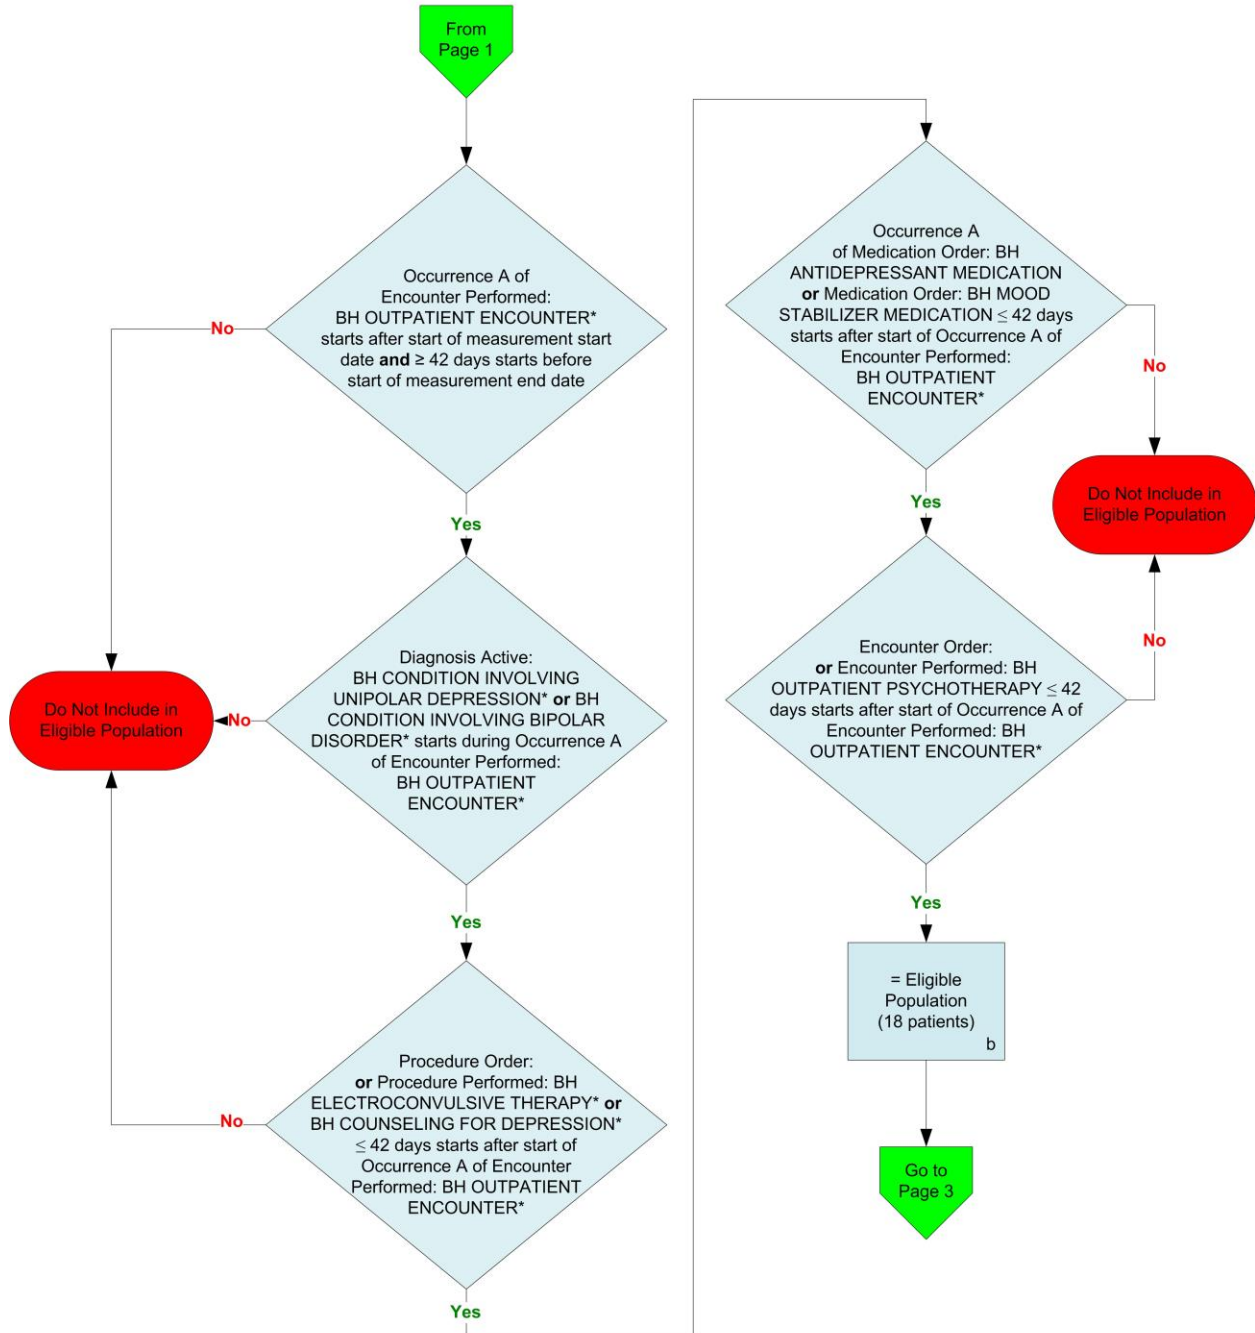 From
Page 1
Occurrence A of
Encounter Performed:
BH OUTPATIENT ENCOUNTER*
starts after start of measurement start
date and ≥ 42 days starts before
start of measurement end date
No
Yes
Diagnosis Active:
BH CONDITION INVOLVING
UNIPOLAR DEPRESSION* or BH
CONDITION INVOLVING BIPOLAR
DISORDER* starts during Occurrence A
of Encounter Performed:
BH OUTPATIENT
ENCOUNTER*
No
Do Not Include in
Eligible Population
Yes
Procedure Order:
or Procedure Performed: BH
ELECTROCONVULSIVE THERAPY* or
BH COUNSELING FOR DEPRESSION*
≤ 42 days starts after start of
Occurrence A of Encounter
Performed: BH OUTPATIENT
ENCOUNTER*
No
Yes
Occurrence A
of Medication Order: BH
ANTIDEPRESSANT MEDICATION
or Medication Order: BH MOOD
STABILIZER MEDICATION ≤ 42 days
starts after start of Occurrence A of
Encounter Performed:
BH OUTPATIENT
ENCOUNTER*
No
Do Not Include in
Eligible Population
Yes
Encounter Order:
or Encounter Performed: BH
OUTPATIENT PSYCHOTHERAPY ≤ 42
days starts after start of Occurrence A of
Encounter Performed: BH
OUTPATIENT ENCOUNTER*
No
Yes
= Eligible
Population
(18 patients)
b
Go to
Page 3